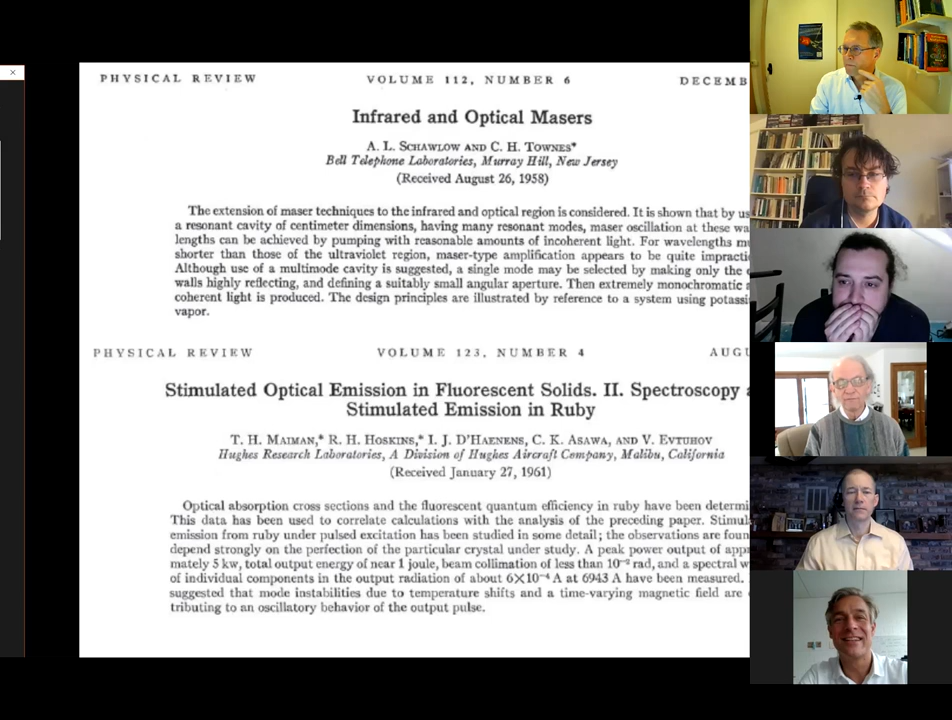 PHYSICAL REVIEW VOLUME 112, NUMBER 6 DECEMB
Infrared and Optical Masers
A. L. SCHAWLOW AND C. H. TOWNES*
Bell Telephone Laboratories, Murray Hill, New Jersey
(Received August 26, 1958)
The extension of maser techniques to the infrared and optical region is considered. It is shown that by us
a resonant cavity of centimeter dimensions, having many resonant modes, maser oscillation at these wa
lengths can be achieved by pumping with reasonable amounts of incoherent light. For wavelengths m
shorter than those of the ultraviolet region, maser-type amplification appears to be quite impracti
Although use of a multimode cavity is suggested, a single mode may be selected by making only the
walls highly reflecting, and defining a suitably small angular aperture. Then extremely monochromatic a
coherent light is produced. The design principles are illustrated by reference to a system using potassi
vapor.
PHYSICAL REVIEW VOLUME 123, NUMBER 4 AUGU
Stimulated Optical Emission in Fluorescent Solids. II. Spectroscopy a
Stimulated Emission in Ruby
T. H. MAIMAN,* R. H. HOSKINS,* I. J. D'HAENENS, C. K. ASAWA, AND V. EVTUHOV
Hughes Research Laboratories, A Division of Hughes Aircraft Company, Malibu, California
(Received January 27, 1961)
Optical absorption cross sections and the fluorescent quantum efficiency in ruby have been determi
This data has been used to correlate calculations with the analysis of the preceding paper. Stimul
emission from ruby under pulsed excitation has been studied in some detail; the observations are foun
depend strongly on the perfection of the particular crystal under study. A peak power output of app
mately 5 kw, total output energy of near 1 joule, beam collimation of less than 10⁻² rad, and a spectral w
of individual components in the output radiation of about 6×10⁻⁴ A at 6943 A have been measured.
suggested that mode instabilities due to temperature shifts and a time-varying magnetic field are
tributing to an oscillatory behavior of the output pulse.